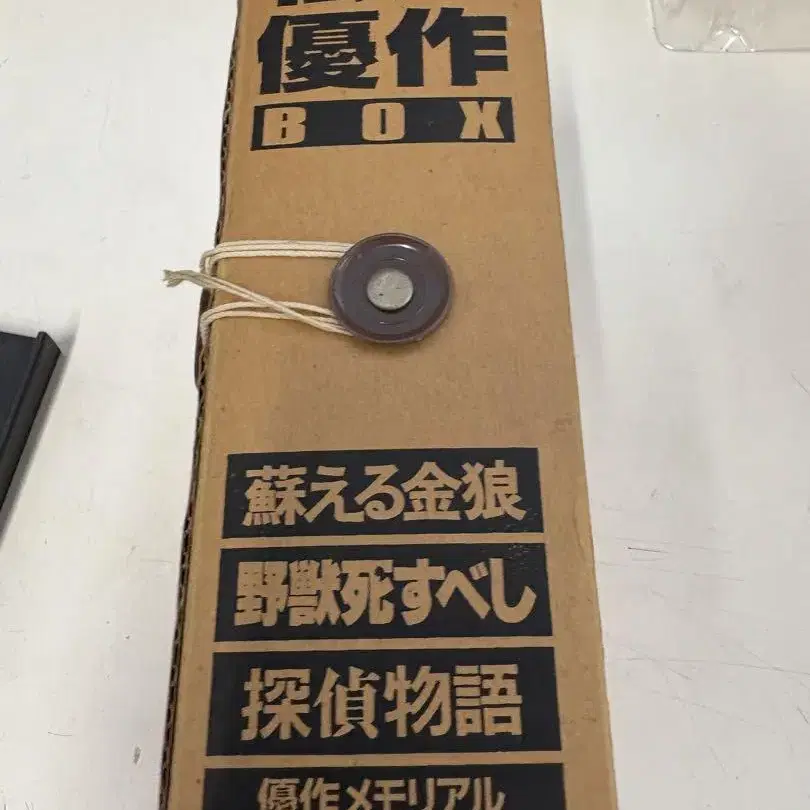 優作
BOX
蘇える金狼
野獣死すべし
探偵物語
優作メモリアル